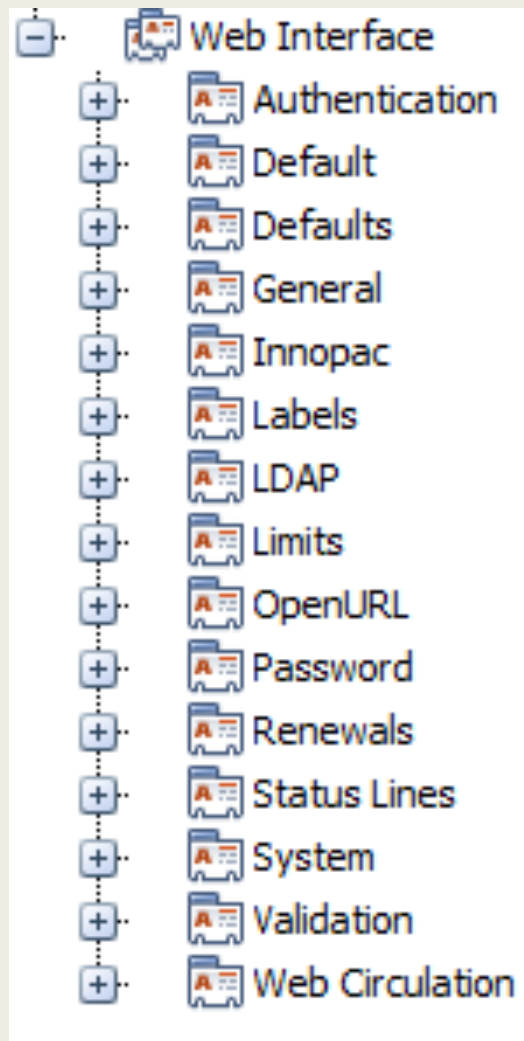 Web Interface
Authentication
Default
Defaults
General
Innopac
Labels
LDAP
Limits
OpenURL
Password
Renewals
Status Lines
System
Validation
Web Circulation